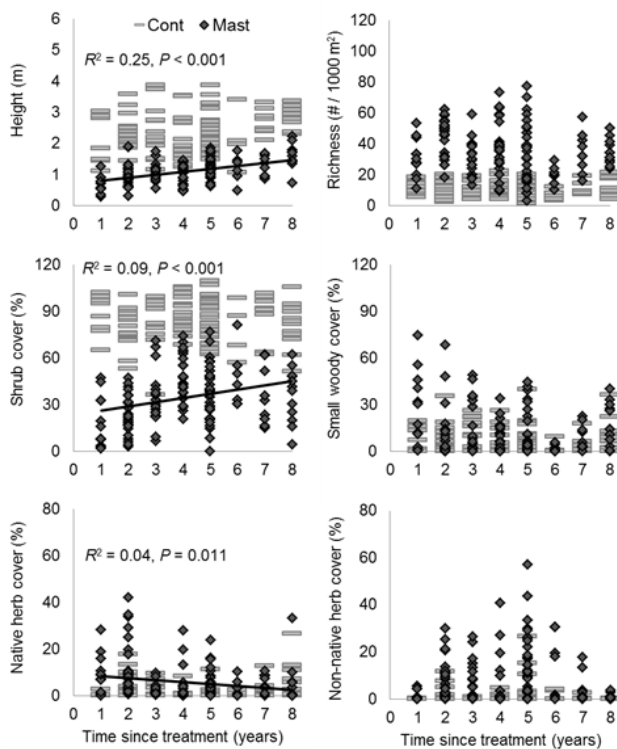 Cont Mast
R² = 0.25, P < 0.001
Height (m)
6
5
4
3
2
1
0
0 1 2 3 4 5 6 7 8
Richness (# / 1000 m²)
120
100
80
60
40
20
0
0 1 2 3 4 5 6 7 8
R² = 0.09, P < 0.001
Shrub cover (%)
120
90
60
30
0
0 1 2 3 4 5 6 7 8
Small woody cover (%)
120
90
60
30
0
0 1 2 3 4 5 6 7 8
R² = 0.04, P = 0.011
Native herb cover (%)
80
60
40
20
0
0 1 2 3 4 5 6 7 8
Time since treatment (years)
Non-native herb cover (%)
80
60
40
20
0
0 1 2 3 4 5 6 7 8
Time since treatment (years)